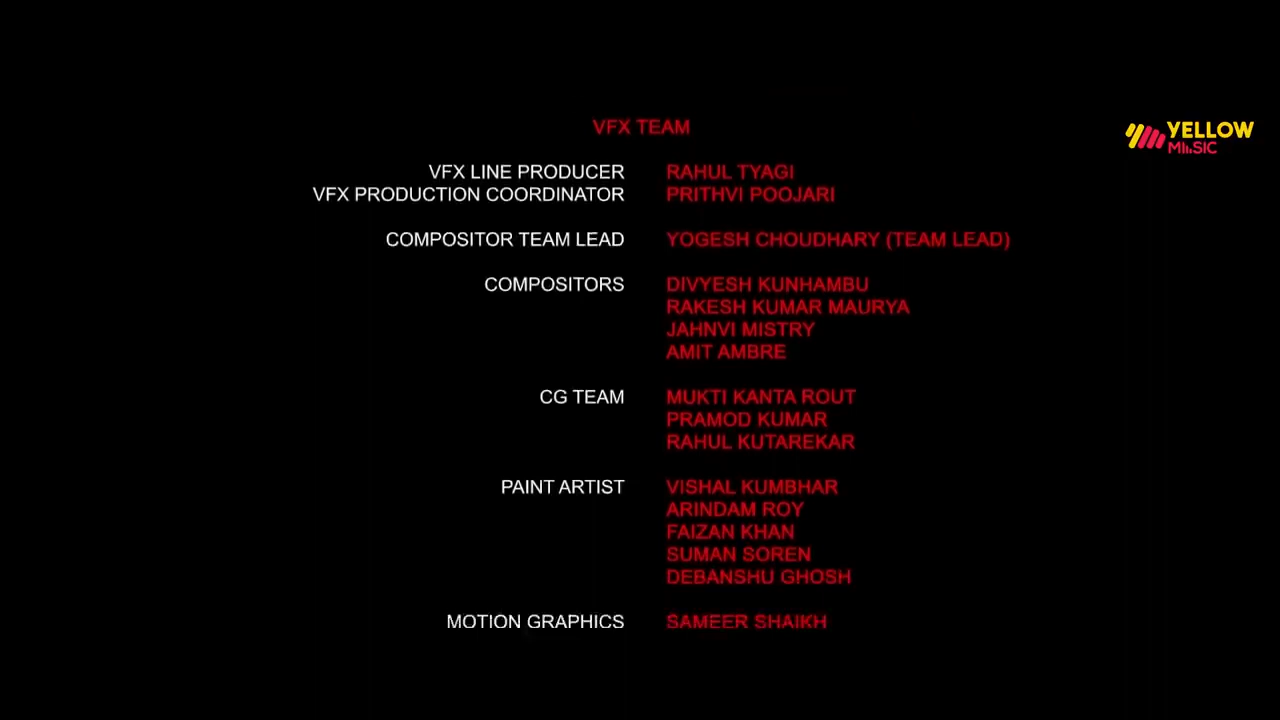 VFX TEAM
YELLOW
MUSIC
VFX LINE PRODUCER RAHUL TYAGI
VFX PRODUCTION COORDINATOR PRITHVI POOJARI
COMPOSITOR TEAM LEAD YOGESH CHOUDHARY (TEAM LEAD)
COMPOSITORS DIVYESH KUNHAMBU
RAKESH KUMAR MAURYA
JAHNVI MISTRY
AMIT AMBRE
CG TEAM MUKTI KANTA ROUT
PRAMOD KUMAR
RAHUL KUTAREKAR
PAINT ARTIST VISHAL KUMBHAR
ARINDAM ROY
FAIZAN KHAN
SUMAN SOREN
DEBANSHU GHOSH
MOTION GRAPHICS SAMEER SHAIKH